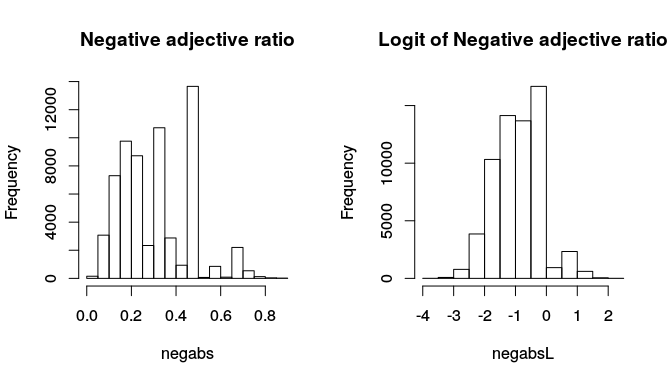 Negative adjective ratio
Frequency
0 4000 8000 12000
0.0 0.2 0.4 0.6 0.8
negabs
Logit of Negative adjective ratio
Frequency
0 5000 10000
-4 -3 -2 -1 0 1 2
negabsL